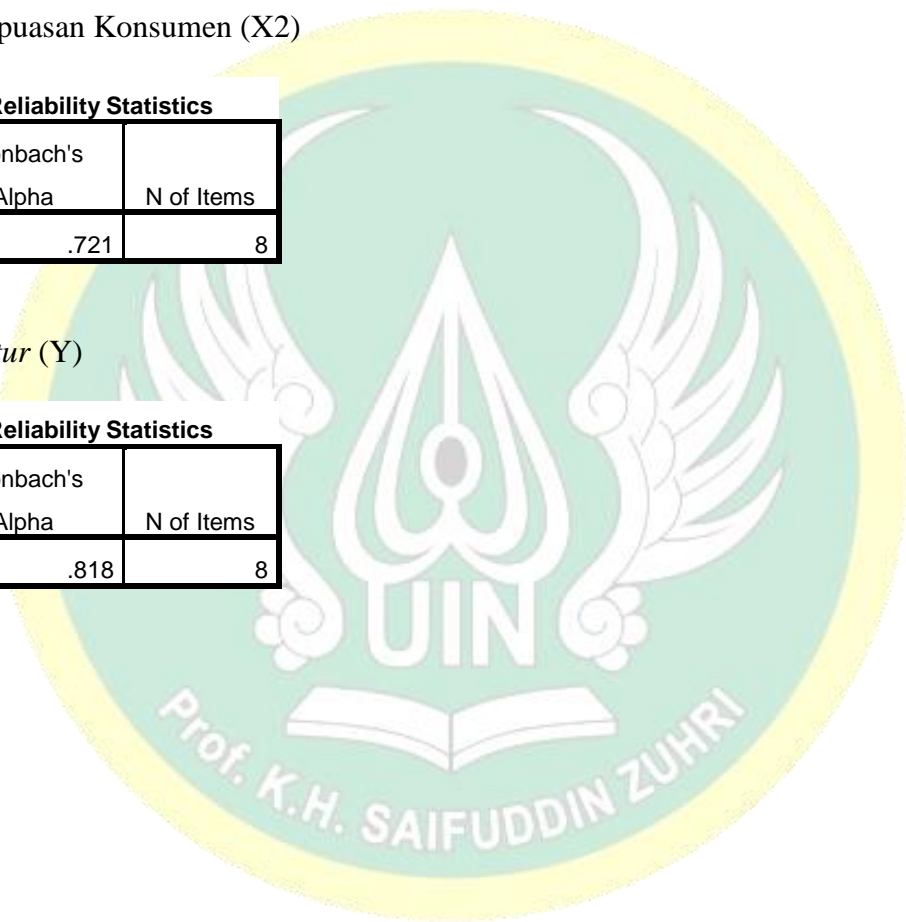 puasan Konsumen (X2)
Reliability Statistics
nbach's
Alpha N of Items
.721 8
tur (Y)
Reliability Statistics
nbach's
Alpha N of Items
.818 8
UIN
Prof. K.H. SAIFUDDIN ZUHRI